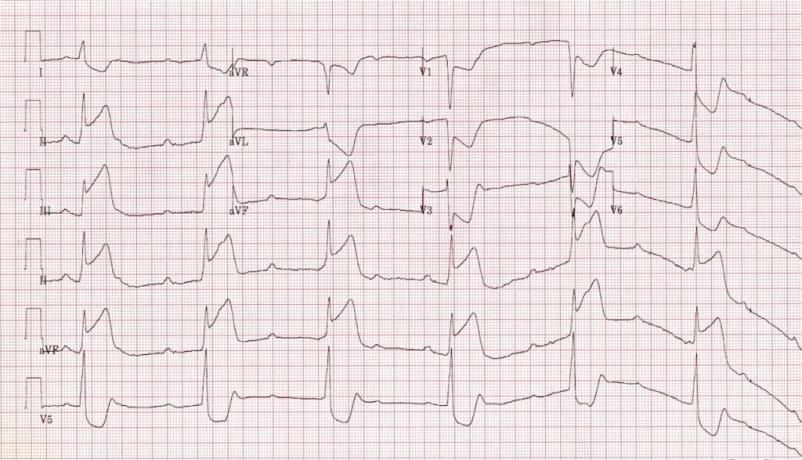 I aVR V1 V4
II aVL V2 V5
III aVF V3 V6
II
aVF
V5